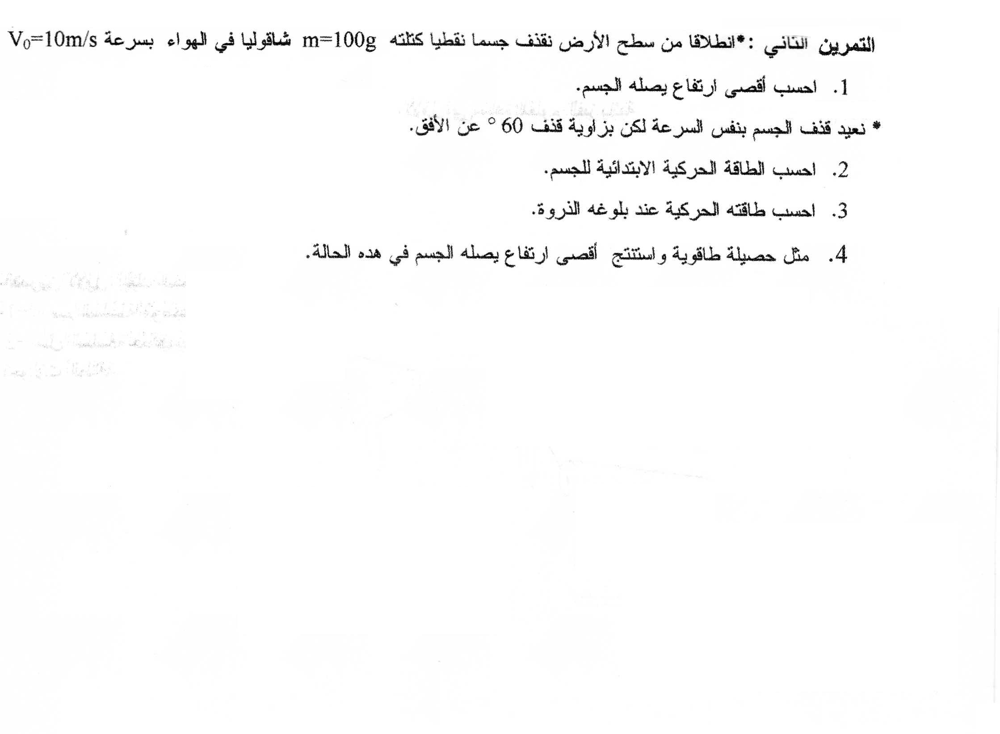 التمرين التاني :*انطلاقا من سطح الأرض نقذف جسما نقطيا كتلته m=100g شاقوليا في الهواء بسرعة V₀=10m/s
1. احسب أقصى ارتفاع يصله الجسم.
* نعيد قذف الجسم بنفس السرعة لكن بزاوية قذف 60 ° عن الأفق.
2. احسب الطاقة الحركية الابتدائية للجسم.
3. احسب طاقته الحركية عند بلوغه الذروة.
4. مثل حصيلة طاقوية واستنتج أقصى ارتفاع يصله الجسم في هده الحالة.